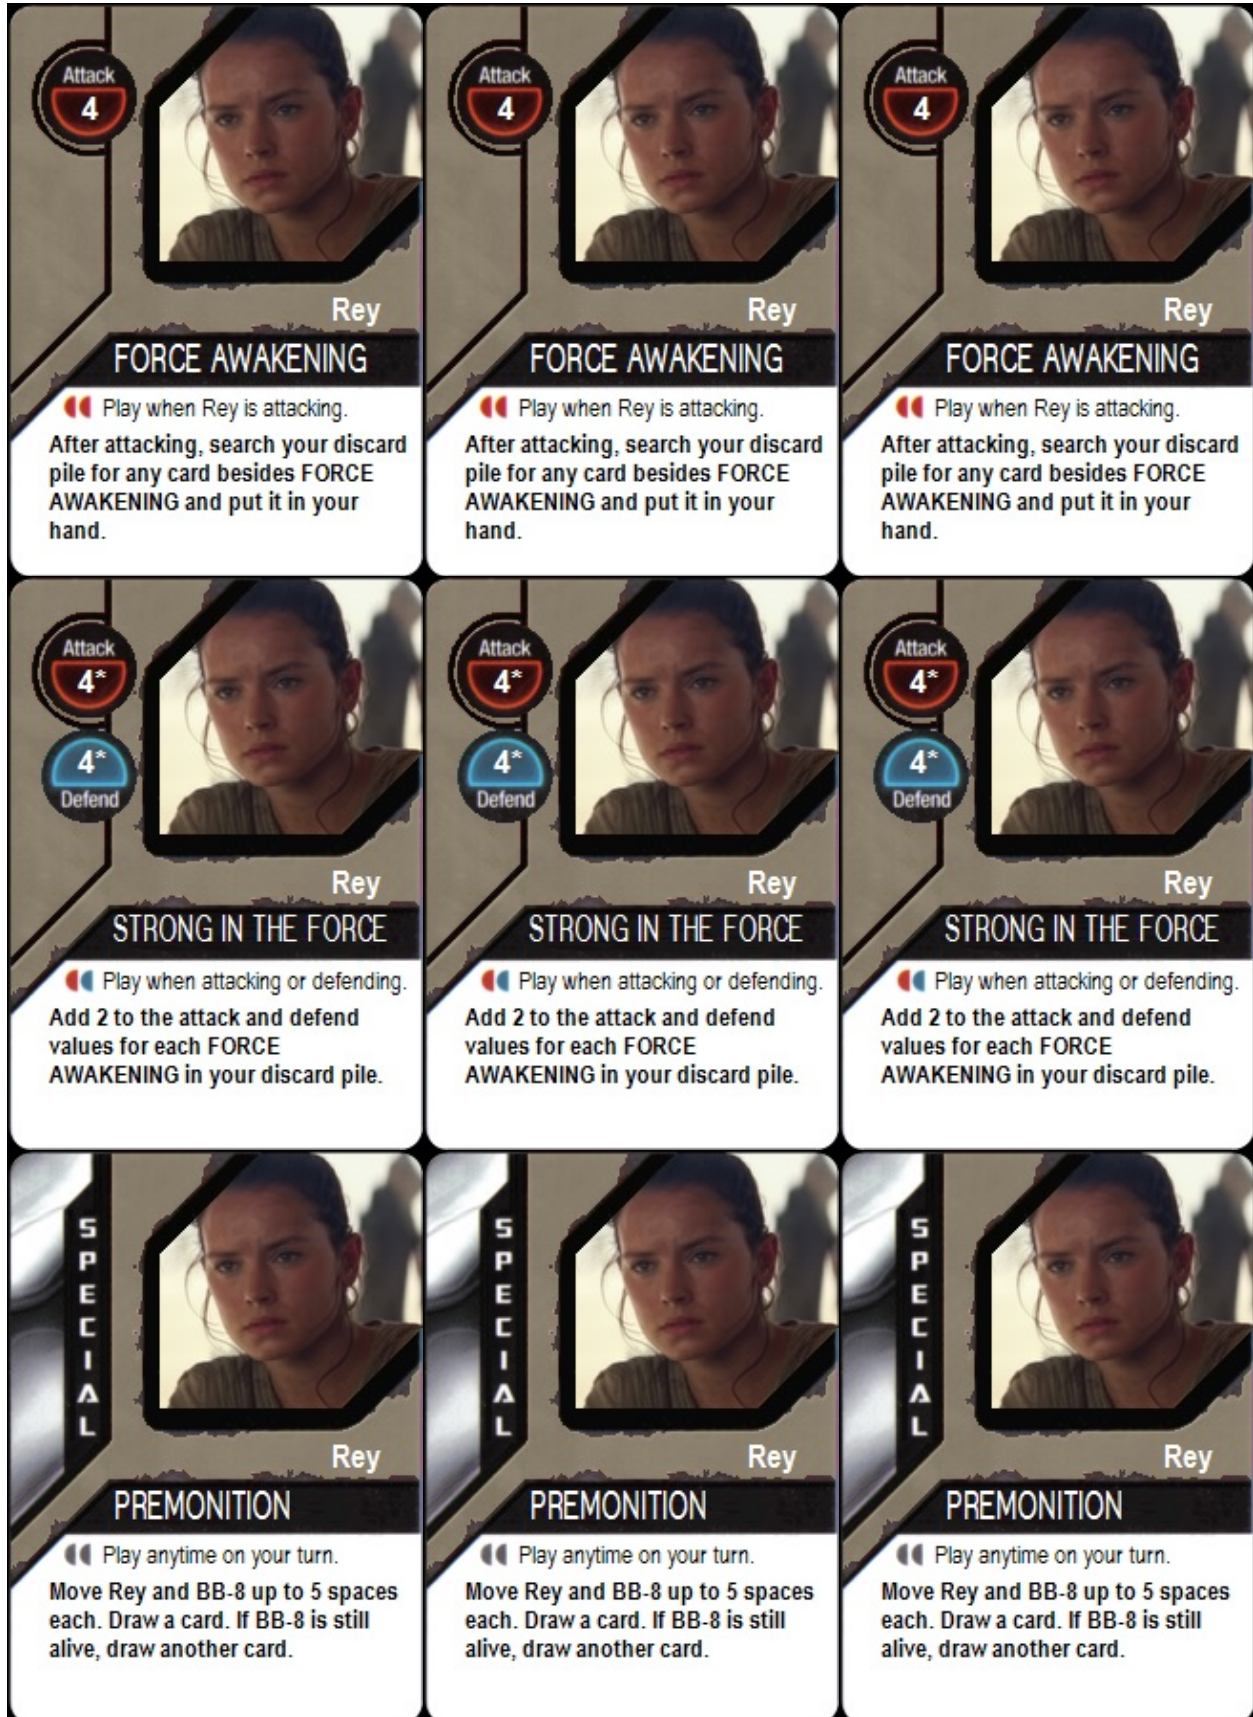 Attack
4
Rey
FORCE AWAKENING
Play when Rey is attacking.
After attacking, search your discard
pile for any card besides FORCE
AWAKENING and put it in your
hand.
Attack
4
Rey
FORCE AWAKENING
Play when Rey is attacking.
After attacking, search your discard
pile for any card besides FORCE
AWAKENING and put it in your
hand.
Attack
4
Rey
FORCE AWAKENING
Play when Rey is attacking.
After attacking, search your discard
pile for any card besides FORCE
AWAKENING and put it in your
hand.
Attack
4*
4*
Defend
Rey
STRONG IN THE FORCE
Play when attacking or defending.
Add 2 to the attack and defend
values for each FORCE
AWAKENING in your discard pile.
Attack
4*
4*
Defend
Rey
STRONG IN THE FORCE
Play when attacking or defending.
Add 2 to the attack and defend
values for each FORCE
AWAKENING in your discard pile.
Attack
4*
4*
Defend
Rey
STRONG IN THE FORCE
Play when attacking or defending.
Add 2 to the attack and defend
values for each FORCE
AWAKENING in your discard pile.
SPECIAL
Rey
PREMONITION
Play anytime on your turn.
Move Rey and BB-8 up to 5 spaces
each. Draw a card. If BB-8 is still
alive, draw another card.
SPECIAL
Rey
PREMONITION
Play anytime on your turn.
Move Rey and BB-8 up to 5 spaces
each. Draw a card. If BB-8 is still
alive, draw another card.
SPECIAL
Rey
PREMONITION
Play anytime on your turn.
Move Rey and BB-8 up to 5 spaces
each. Draw a card. If BB-8 is still
alive, draw another card.